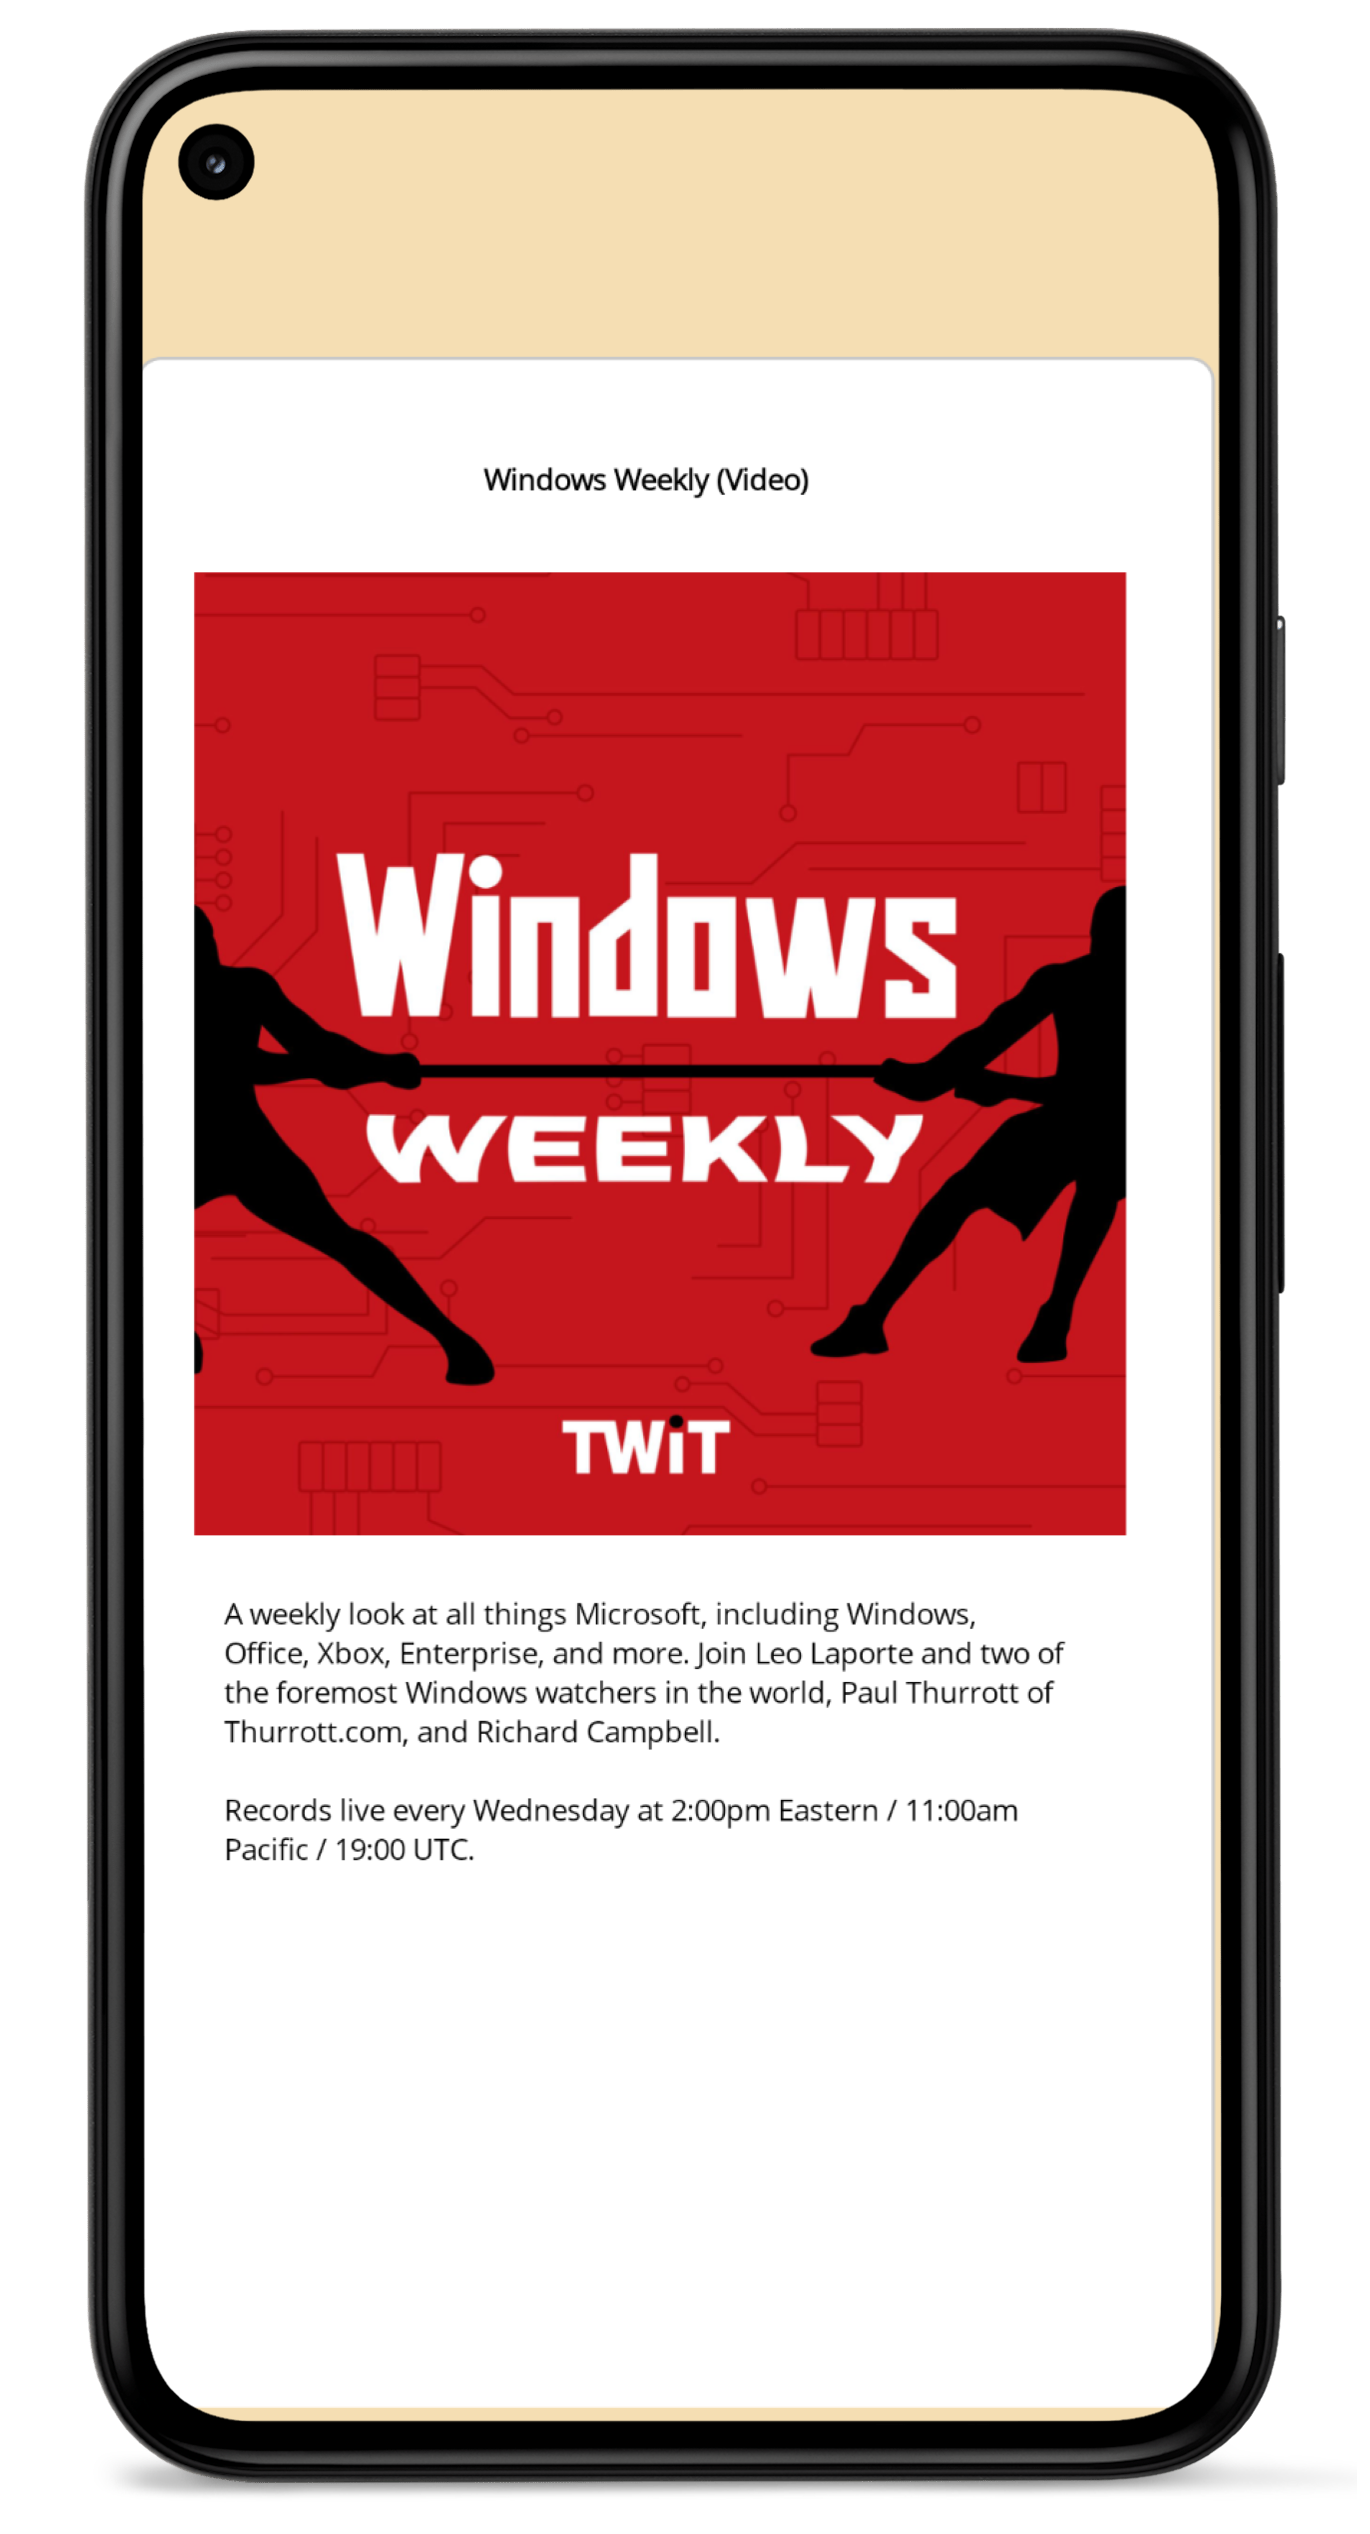 Windows Weekly (Video)
Windows
WEEKLY
TWiT
A weekly look at all things Microsoft, including Windows,
Office, Xbox, Enterprise, and more. Join Leo Laporte and two of
the foremost Windows watchers in the world, Paul Thurrott of
Thurrott.com, and Richard Campbell.
Records live every Wednesday at 2:00pm Eastern / 11:00am
Pacific / 19:00 UTC.